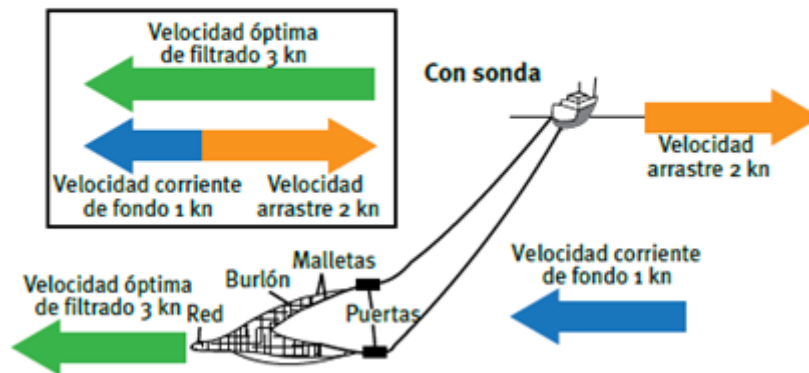 Velocidad óptima
de filtrado 3 kn
Velocidad corriente
de fondo 1 kn
Velocidad
arrastre 2 kn
Con sonda
Velocidad
arrastre 2 kn
Velocidad corriente
de fondo 1 kn
Malletas
Burlón
Puertas
Velocidad óptima
de filtrado 3 kn
Red